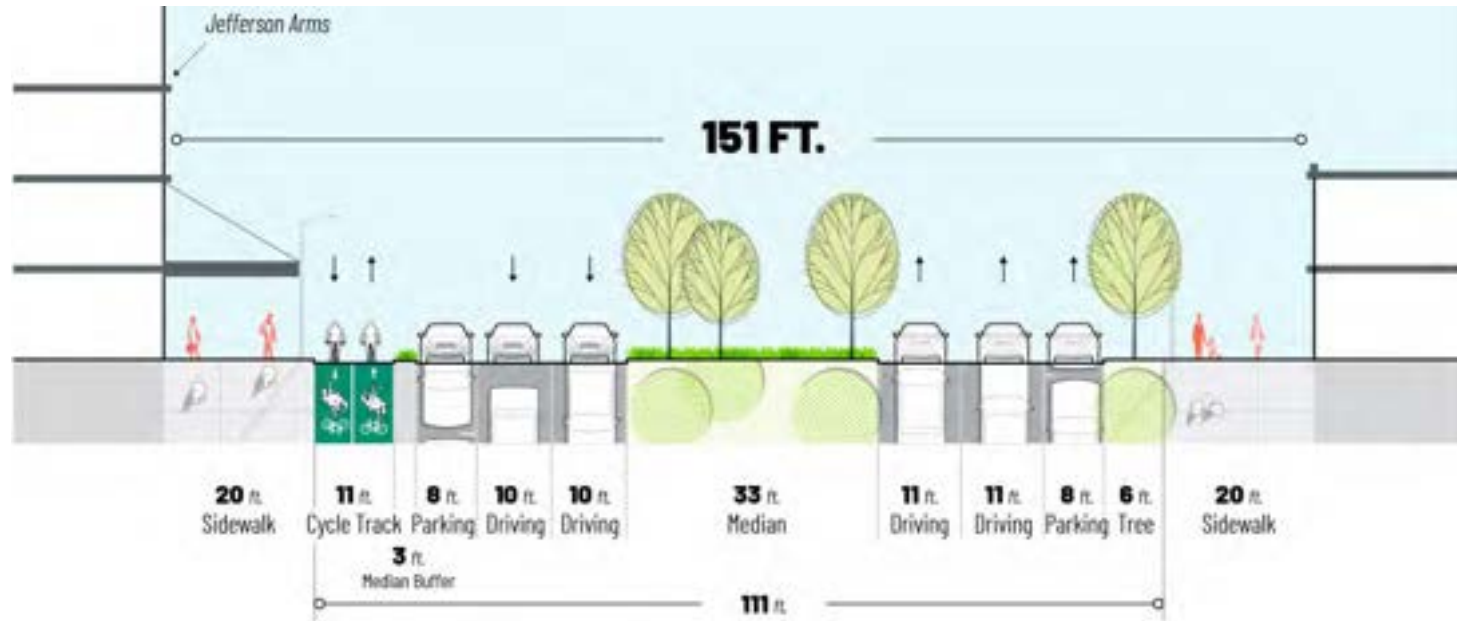 Jefferson Arms
151 FT.
20 ft. 11 ft. 8 ft. 10 ft. 10 ft. 33 ft. 11 ft. 11 ft. 8 ft. 6 ft. 20 ft.
Sidewalk Cycle Track Parking Driving Driving Median Driving Driving Parking Tree Sidewalk
3 ft.
Median Buffer
111 ft.